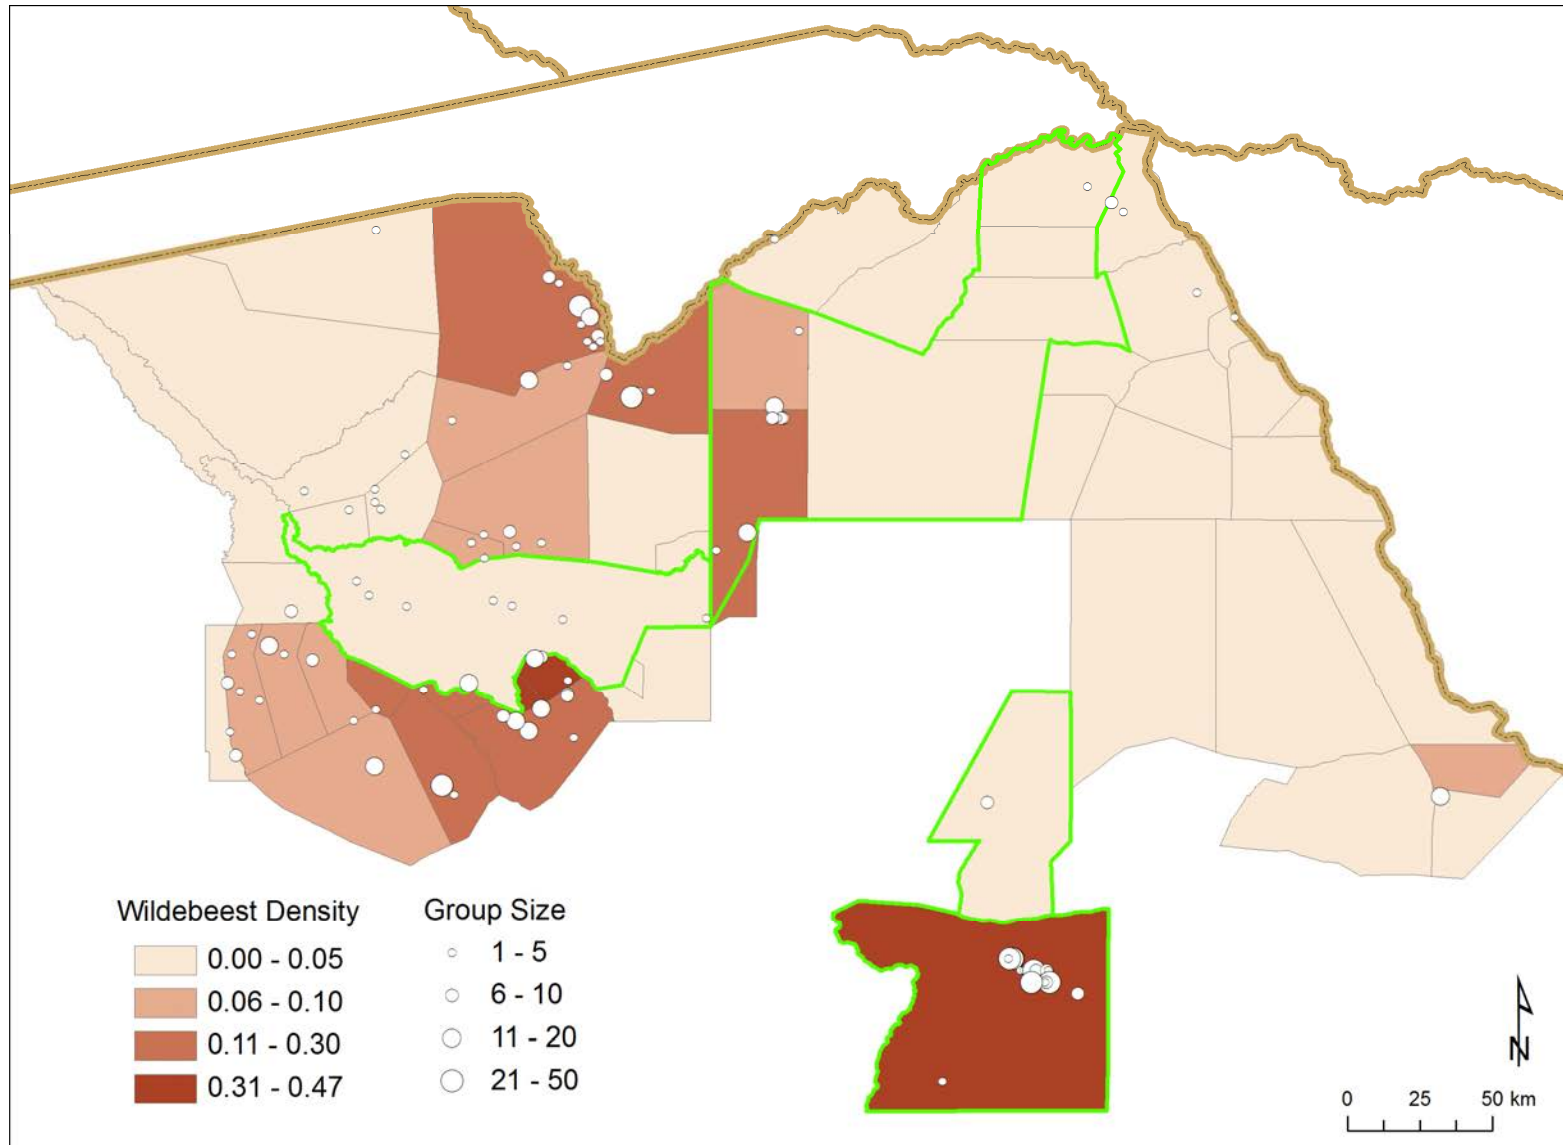 Wildebeest Density
0.00 - 0.05
0.06 - 0.10
0.11 - 0.30
0.31 - 0.47
Group Size
1 - 5
6 - 10
11 - 20
21 - 50
N
0 25 50 km